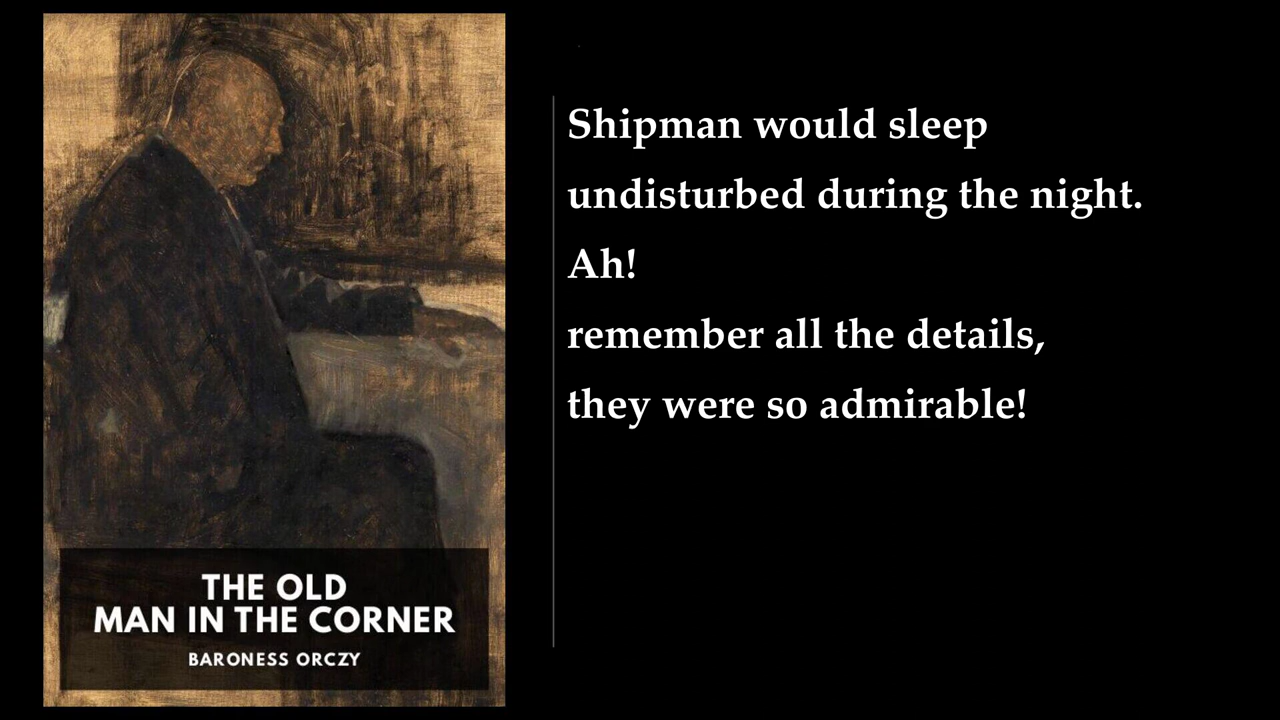 THE OLD
MAN IN THE CORNER
BARONESS ORCZY
Shipman would sleep
undisturbed during the night.
Ah!
remember all the details,
they were so admirable!